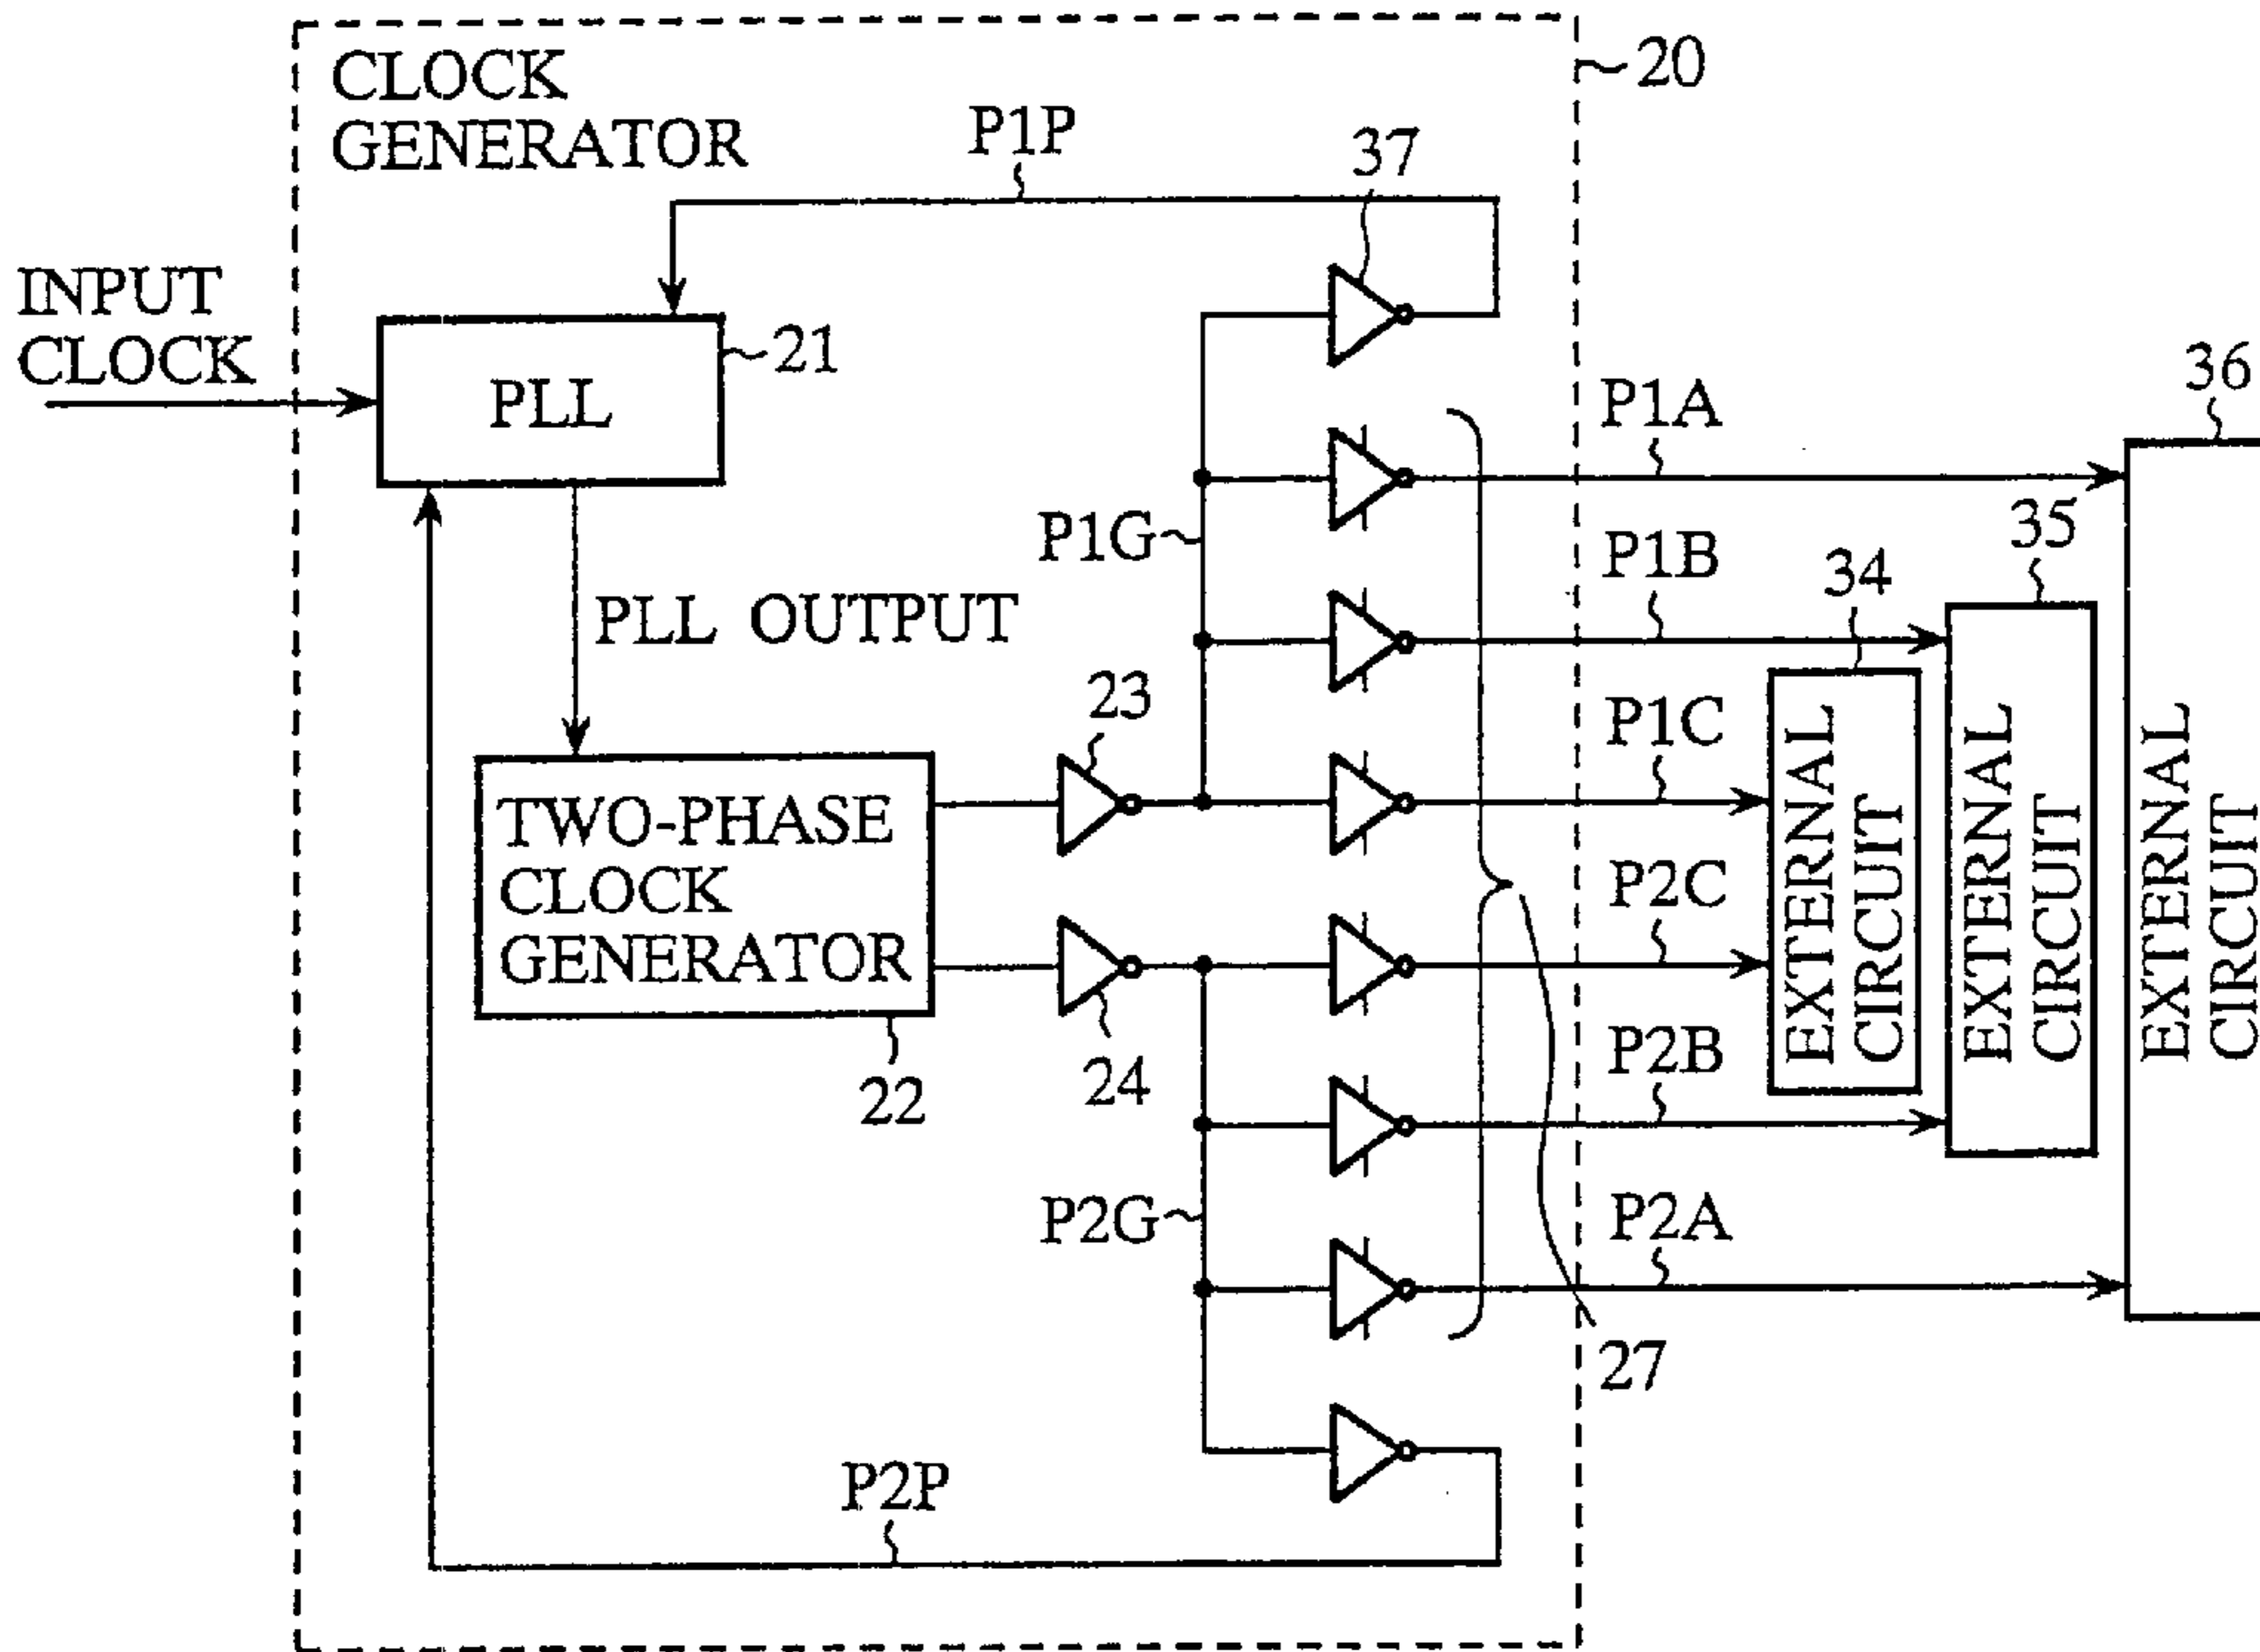 CLOCK
GENERATOR
20
P1P
37
INPUT
CLOCK
PLL
21
P1A
36
P1G
P1B
35
34
PLL OUTPUT
23
P1C
TWO-PHASE
CLOCK
GENERATOR
P2C
EXTERNAL
CIRCUIT
EXTERNAL
CIRCUIT
EXTERNAL
CIRCUIT
22
24
P2B
P2G
P2A
27
P2P